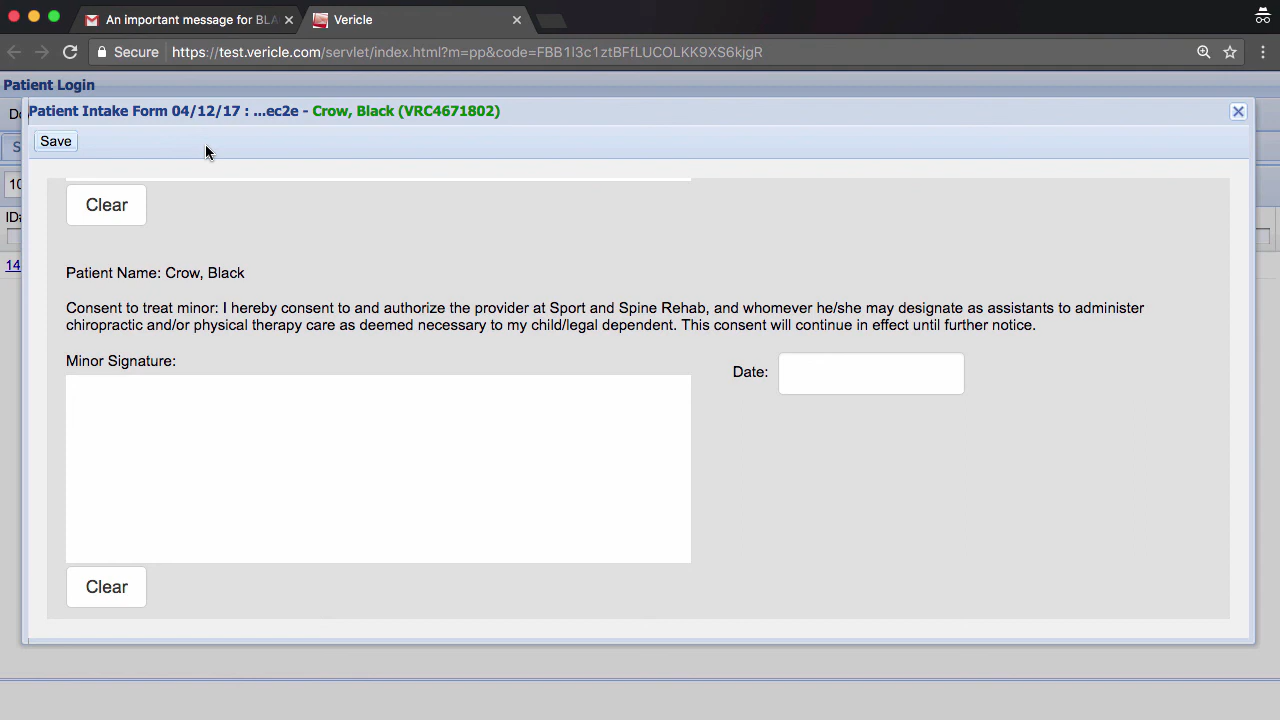 An important message for BLA
Vericle
Secure
https://test.vericle.com/servlet/index.html?m=pp&code=FBB1l3c1ztBFfLUCOLKK9XS6kjgR
Patient Login
Do
Patient Intake Form 04/12/17 : ...ec2e - Crow, Black (VRC4671802)
S
Save
10
Clear
ID#
14
Patient Name: Crow, Black
Consent to treat minor: I hereby consent to and authorize the provider at Sport and Spine Rehab, and whomever he/she may designate as assistants to administer
chiropractic and/or physical therapy care as deemed necessary to my child/legal dependent. This consent will continue in effect until further notice.
Minor Signature:
Date:
Clear